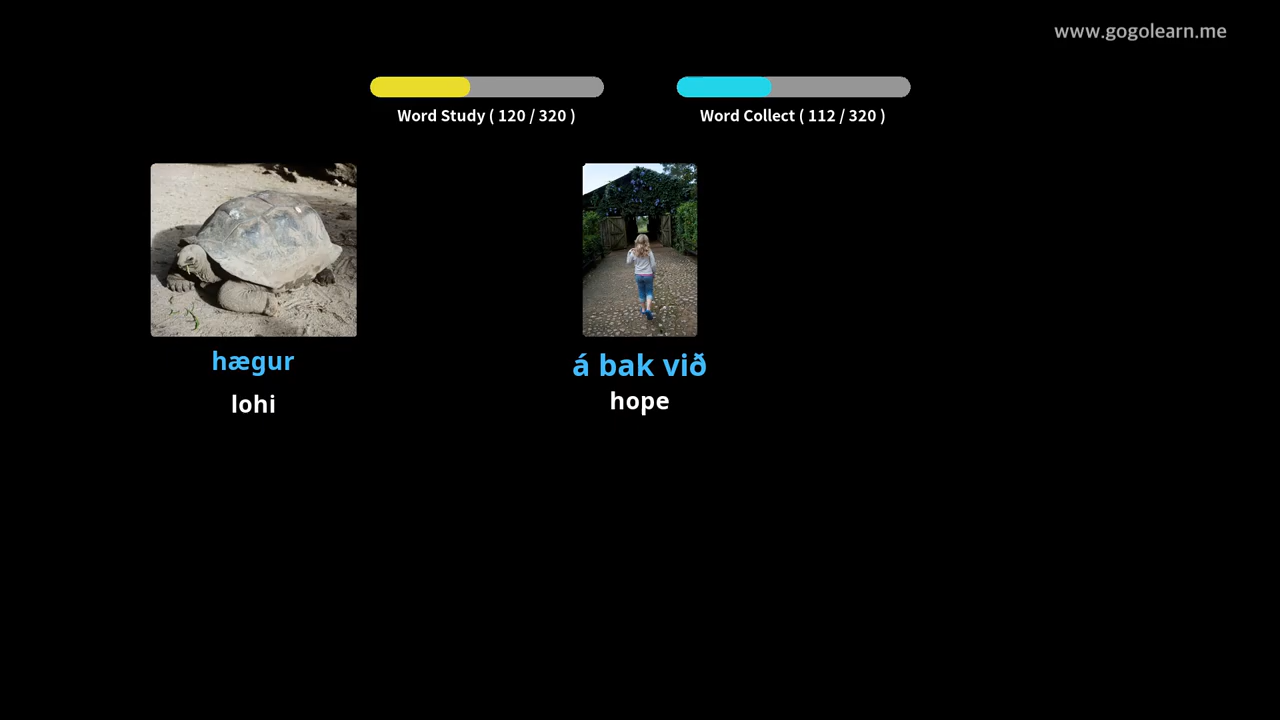 www.gogolearn.me
Word Study ( 120 / 320 )
Word Collect ( 112 / 320 )
hægur
lohi
á bak við
hope